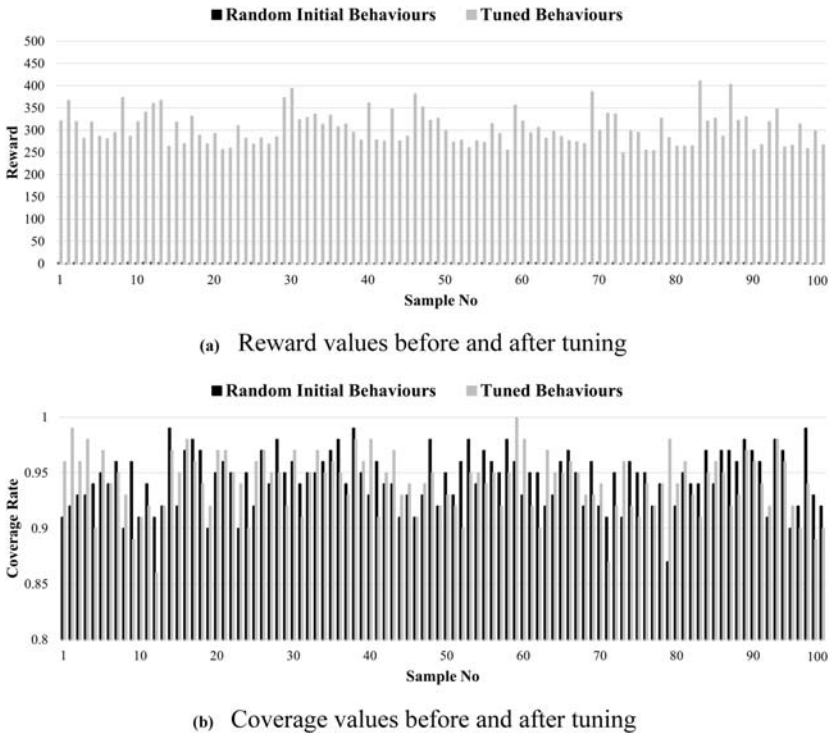 Random Initial Behaviours Tuned Behaviours
500
450
400
350
300
250
200
150
100
50
0
Reward
1 10 20 30 40 50 60 70 80 90 100
Sample No
(a) Reward values before and after tuning
Random Initial Behaviours Tuned Behaviours
1
0.95
0.9
0.85
0.8
Coverage Rate
1 10 20 30 40 50 60 70 80 90 100
Sample No
(b) Coverage values before and after tuning